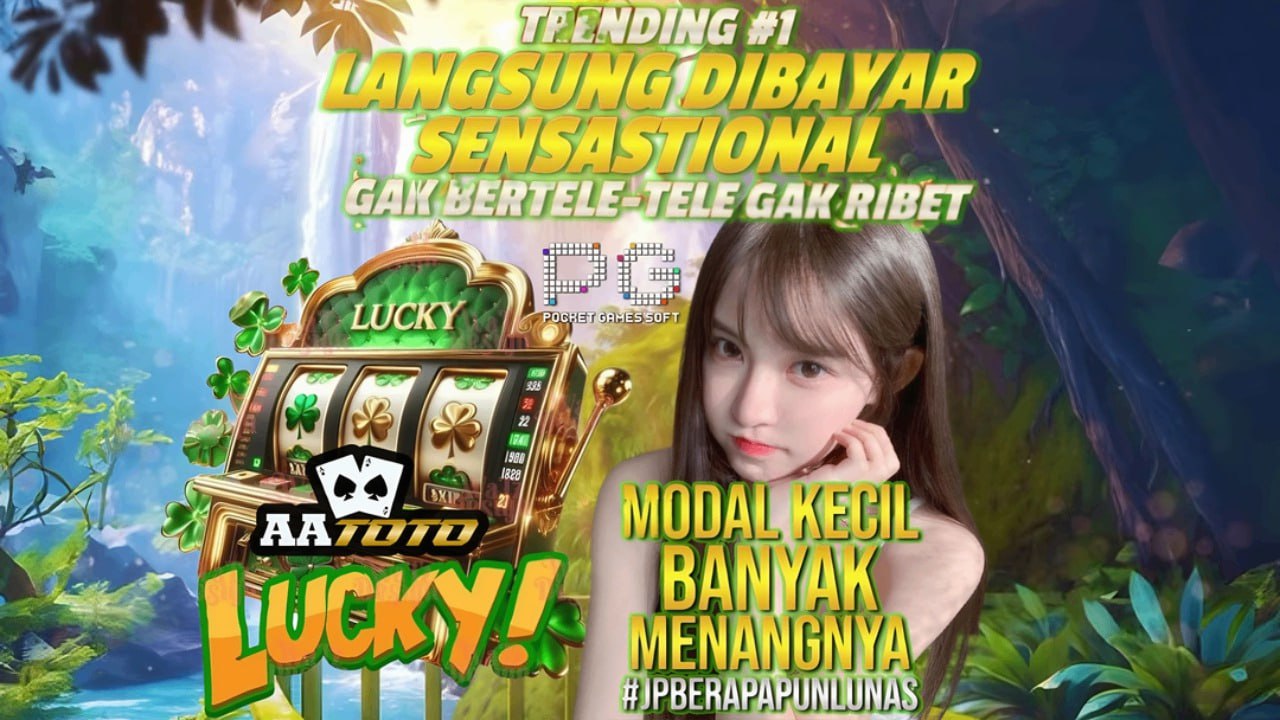 TRENDING #1
LANGSUNG DIBAYAR
SENSASTIONAL
GAK BERTELE-TELE GAK RIBET
PG
POCKET GAMES SOFT
LUCKY
AATOTO
LUCKY!
MODAL KECIL
BANYAK
MENANGNYA
#JPBERAPAPUNLUNAS